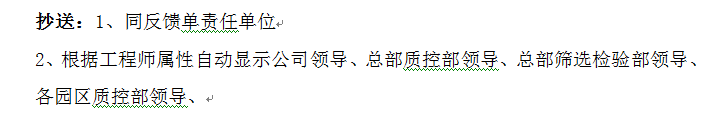 抄送：1、同反馈单责任单位
2、根据工程师属性自动显示公司领导、总部质控部领导、总部筛选检验部领导、
各园区质控部领导、